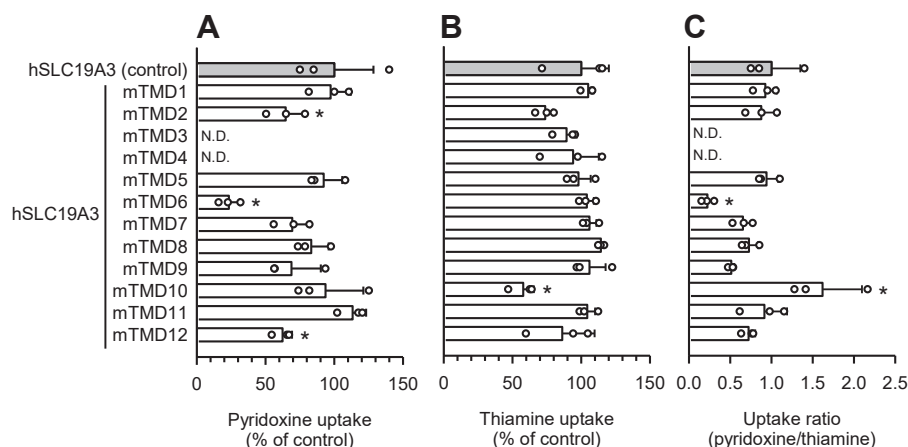 A B C
hSLC19A3 (control)
mTMD1
mTMD2 *
mTMD3 N.D. N.D.
mTMD4 N.D. N.D.
mTMD5
hSLC19A3 mTMD6 * *
mTMD7
mTMD8
mTMD9
mTMD10 * *
mTMD11
mTMD12 *
0 50 100 150 0 50 100 150 0.0 0.5 1.0 1.5 2.0 2.5
Pyridoxine uptake Thiamine uptake Uptake ratio
(% of control) (% of control) (pyridoxine/thiamine)